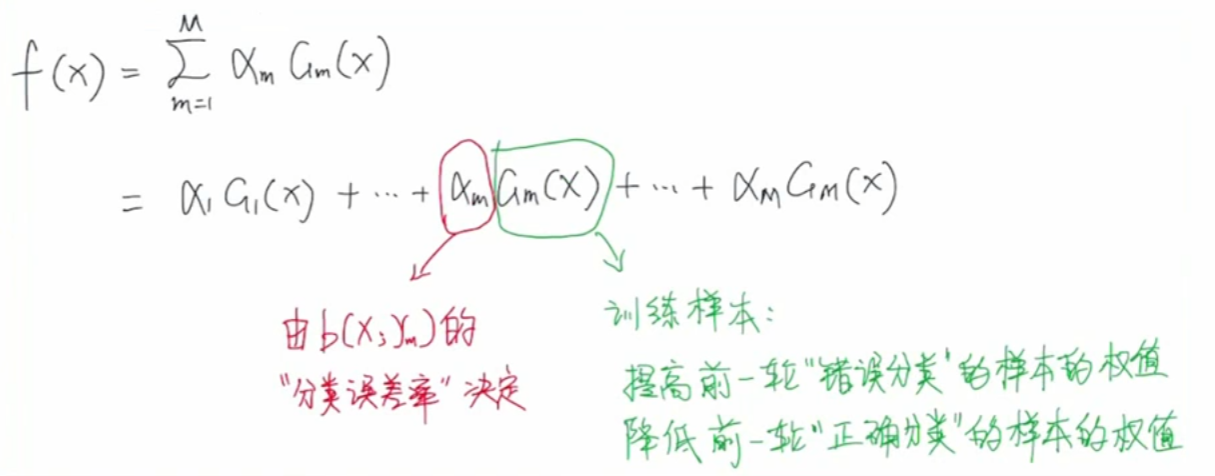 f(x) = ∑_{m=1}^{M} α_m G_m(x)
= α_1 G_1(x) + ⋯ + α_m G_m(x) + ⋯ + α_M G_M(x)
由 b(x; γ_m) 的
"分类误差率" 决定
训练样本:
提高前一轮"错误分类"的样本的权值
降低前一轮"正确分类"的样本的权值